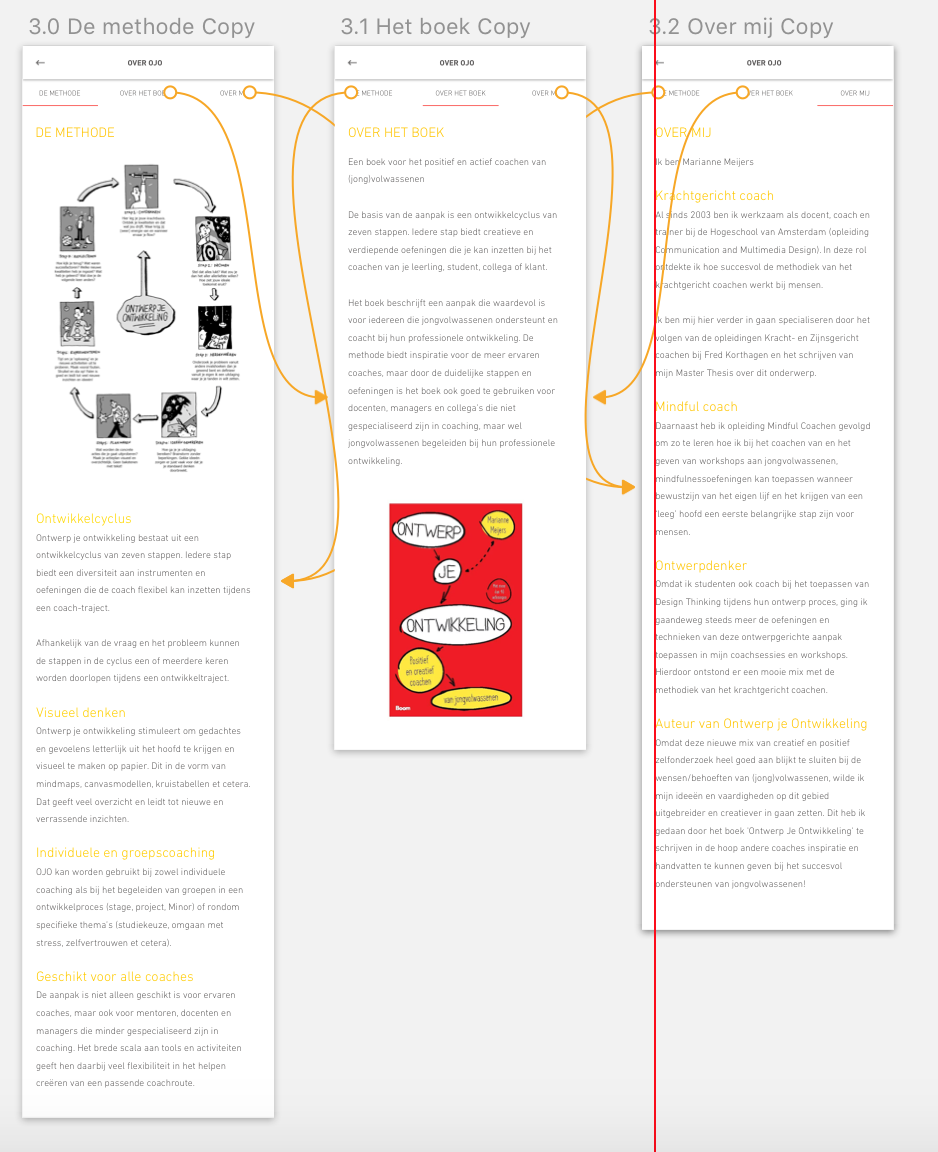 3.0 De methode Copy
←
OVER OJO
DE METHODE
OVER HET
OVER
DE METHODE
STAP 1: ONTWERPEN
ONTWERP JE
ONTWIKKELING
Ontwikkelcyclus
Ontwerp je ontwikkeling bestaat uit een
ontwikkelcyclus van zeven stappen. Iedere stap
biedt een diversiteit aan instrumenten en
oefeningen die de coach flexibel kan inzetten tijdens
een coach-traject.
Afhankelijk van de vraag en het probleem kunnen
de stappen in de cyclus een of meerdere keren
worden doorlopen tijdens een ontwikkeltraject.
Visueel denken
Ontwerp je ontwikkeling stimuleert om gedachtes
en gevoelens letterlijk uit het hoofd te krijgen en
visueel te maken op papier. Dit in de vorm van
mindmaps, canvasmodellen, kruistabellen et cetera.
Dat geeft veel overzicht en leidt tot nieuwe en
verrassende inzichten.
Individuele en groepscoaching
OJO kan worden gebruikt bij zowel individuele
coaching als bij het begeleiden van groepen in een
ontwikkelproces (stage, project, Minor) of rondom
specifieke thema's (studiekeuze, omgaan met
stress, zelfvertrouwen et cetera).
Geschikt voor alle coaches
De aanpak is niet alleen geschikt is voor ervaren
coaches, maar ook voor mentoren, docenten en
managers die minder gespecialiseerd zijn in
coaching. Het brede scala aan tools en activiteiten
geeft hen daarbij veel flexibiliteit in het helpen
creëren van een passende coachroute.
3.1 Het boek Copy
←
OVER OJO
METHODE
OVER HET BOEK
OVER
OVER HET BOEK
Een boek voor het positief en actief coachen van
(jong)volwassenen
De basis van de aanpak is een ontwikkelcyclus van
zeven stappen. Iedere stap biedt creatieve en
verdiepende oefeningen die je kan inzetten bij het
coachen van je leerling, student, collega of klant.
Het boek beschrijft een aanpak die waardevol is
voor iedereen die jongvolwassenen ondersteunt en
coacht bij hun professionele ontwikkeling. De
methode biedt inspiratie voor de meer ervaren
coaches, maar door de duidelijke stappen en
oefeningen is het boek ook goed te gebruiken voor
docenten, managers en collega's die niet
gespecialiseerd zijn in coaching, maar wel
jongvolwassenen begeleiden bij hun professionele
ontwikkeling.
ONTWERP
Marianne
Meijers
JE
ONTWIKKELING
Positief
en creatief
coachen
van jongvolwassenen
Boom
3.2 Over mij Copy
←
OVER OJO
METHODE
HET BOEK
OVER MIJ
OVER MIJ
Ik ben Marianne Meijers
Krachtgericht coach
Al sinds 2003 ben ik werkzaam als docent, coach en
trainer bij de Hogeschool van Amsterdam (opleiding
Communication and Multimedia Design). In deze rol
ontdekte ik hoe succesvol de methodiek van het
krachtgericht coachen werkt bij mensen.
Ik ben mij hier verder in gaan specialiseren door het
volgen van de opleidingen Kracht- en Zijnsgericht
coachen bij Fred Korthagen en het schrijven van
mijn Master Thesis over dit onderwerp.
Mindful coach
Daarnaast heb ik opleiding Mindful Coachen gevolgd
om zo te leren hoe ik bij het coachen van en het
geven van workshops aan jongvolwassenen,
mindfulnessoefeningen kan toepassen wanneer
bewustzijn van het eigen lijf en het krijgen van een
'leeg' hoofd een eerste belangrijke stap zijn voor
mensen.
Ontwerpdenker
Omdat ik studenten ook coach bij het toepassen van
Design Thinking tijdens hun ontwerp proces, ging ik
gaandeweg steeds meer de oefeningen en
technieken van deze ontwerpgerichte aanpak
toepassen in mijn coachsessies en workshops.
Hierdoor ontstond er een mooie mix met de
methodiek van het krachtgericht coachen.
Auteur van Ontwerp je Ontwikkeling
Omdat deze nieuwe mix van creatief en positief
zelfonderzoek heel goed aan blijkt te sluiten bij de
wensen/behoeften van (jong)volwassenen, wilde ik
mijn ideeën en vaardigheden op dit gebied
uitgebreider en creatiever in gaan zetten. Dit heb ik
gedaan door het boek 'Ontwerp Je Ontwikkeling' te
schrijven in de hoop andere coaches inspiratie en
handvatten te kunnen geven bij het succesvol
ondersteunen van jongvolwassenen!